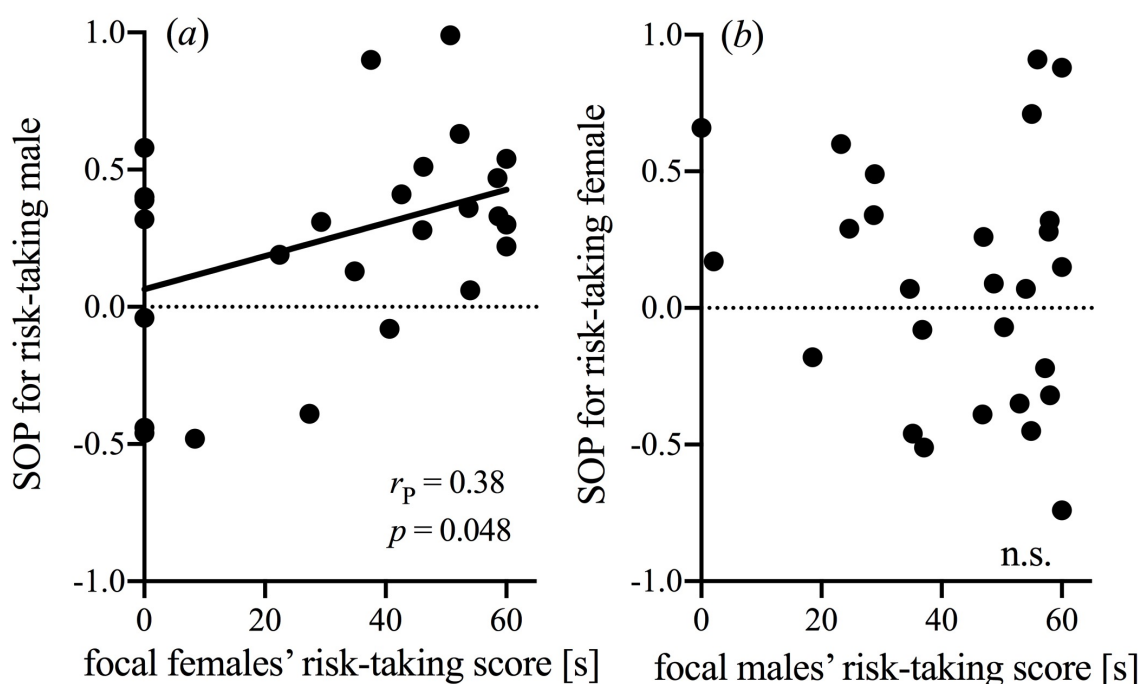 (a)
SOP for risk-taking male
1.0
0.5
0.0
-0.5
-1.0
r_P = 0.38
p = 0.048
0 20 40 60
focal females’ risk-taking score [s]
(b)
SOP for risk-taking female
1.0
0.5
0.0
-0.5
-1.0
n.s.
0 20 40 60
focal males’ risk-taking score [s]